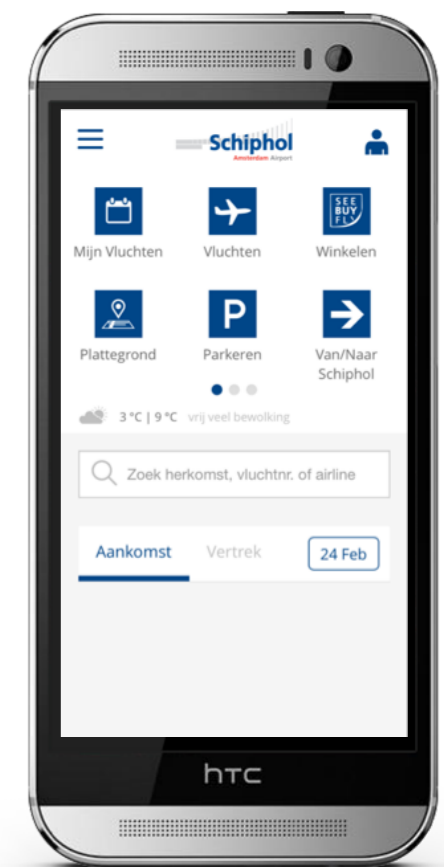 Schiphol
Amsterdam Airport
SEE
BUY
FLY
Mijn Vluchten
Vluchten
Winkelen
P
Plattegrond
Parkeren
Van/Naar
Schiphol
3 °C | 9 °C vrij veel bewolking
Zoek herkomst, vluchtnr. of airline
Aankomst
Vertrek
24 Feb
hTC